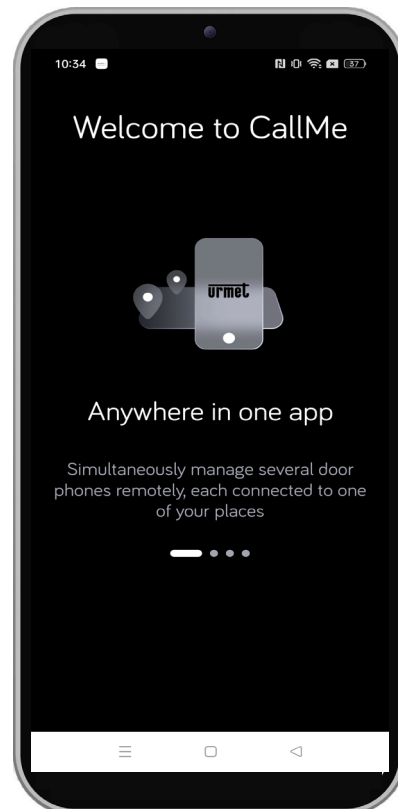 10:34
37
Welcome to CallMe
urmet
Anywhere in one app
Simultaneously manage several door
phones remotely, each connected to one
of your places